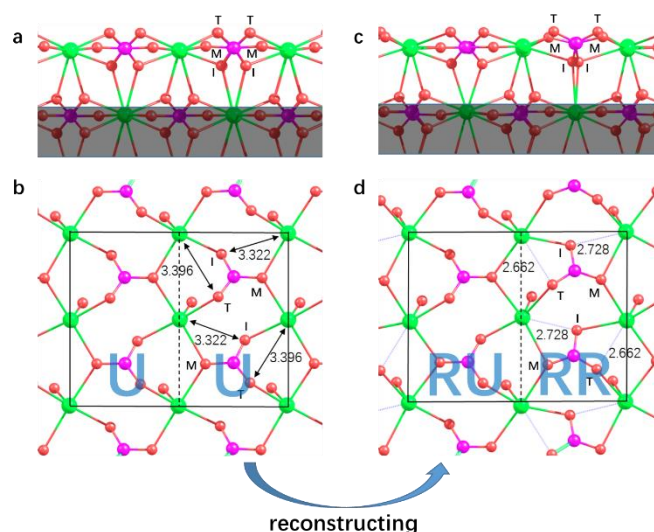 a
T T
M
I I
c
T T
M M
I I
b
I
3.322
3.396
M
T
I
3.322
3.396
M
U U
T
d
I 2.728
2.662
M
T
I
2.728
2.662
M
RU RR
T
reconstructing